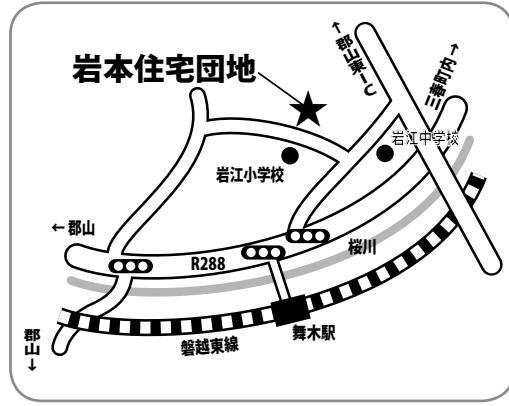 ↑郡山東IC
三春町内→
岩本住宅団地
岩江中学校
岩江小学校
←郡山
R288
桜川
舞木駅
磐越東線
郡山↓